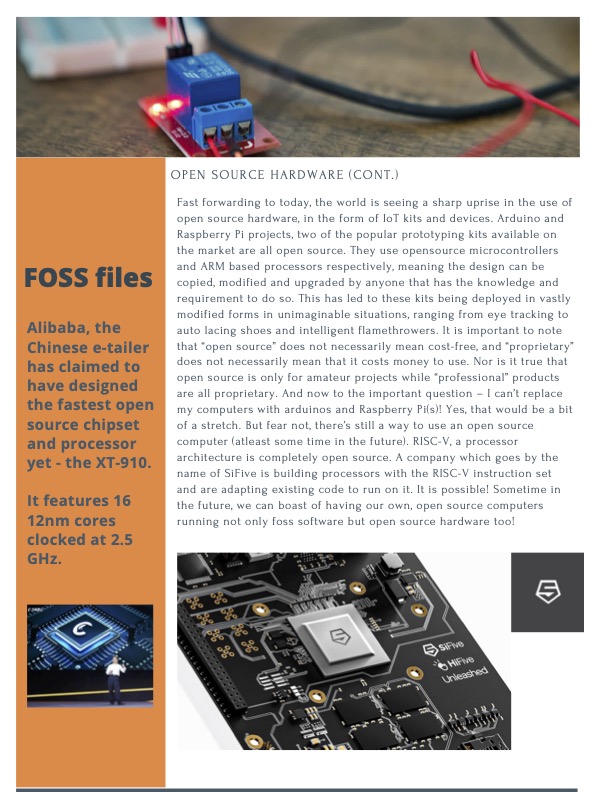 OPEN SOURCE HARDWARE (CONT.)
Fast forwarding to today, the world is seeing a sharp uprise in the use of
open source hardware, in the form of IoT kits and devices. Arduino and
Raspberry Pi projects, two of the popular prototyping kits available on
the market are all open source. They use opensource microcontrollers
and ARM based processors respectively, meaning the design can be
copied, modified and upgraded by anyone that has the knowledge and
requirement to do so. This has led to these kits being deployed in vastly
modified forms in unimaginable situations, ranging from eye tracking to
auto lacing shoes and intelligent flamethrowers. It is important to note
that “open source” does not necessarily mean cost-free, and “proprietary”
does not necessarily mean that it costs money to use. Nor is it true that
open source is only for amateur projects while “professional” products
are all proprietary. And now to the important question – I can’t replace
my computers with arduinos and Raspberry Pi(s)! Yes, that would be a bit
of a stretch. But fear not, there’s still a way to use an open source
computer (atleast some time in the future). RISC-V, a processor
architecture is completely open source. A company which goes by the
name of SiFive is building processors with the RISC-V instruction set
and are adapting existing code to run on it. It is possible! Sometime in
the future, we can boast of having our own, open source computers
running not only foss software but open source hardware too!
FOSS files
Alibaba, the
Chinese e-tailer
has claimed to
have designed
the fastest open
source chipset
and processor
yet - the XT-910.
It features 16
12nm cores
clocked at 2.5
GHz.
SiFive
HiFive
Unleashed